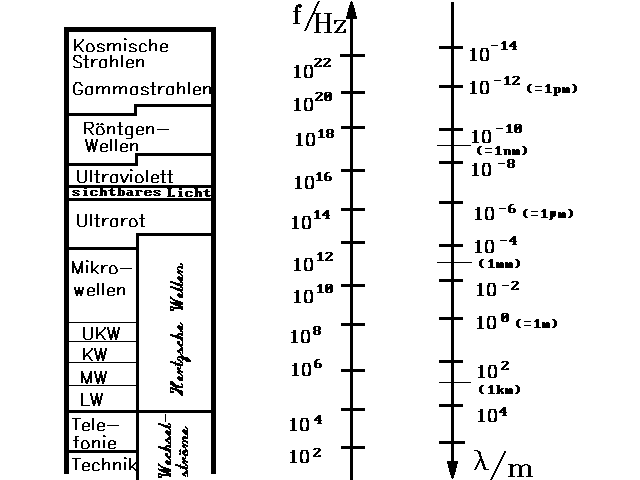 Kosmische
Strahlen
Gammastrahlen
Röntgen-
Wellen
Ultraviolett
sichtbares Licht
Ultrarot
Mikro-
wellen
UKW
KW
MW
LW
Tele-
fonie
Technik
Hertzsche Wellen
Wechsel-
ströme
f/Hz
10^22
10^20
10^18
10^16
10^14
10^12
10^10
10^8
10^6
10^4
10^2
10^-14
10^-12 (=1pm)
10^-10
(=1nm)
10^-8
10^-6 (=1μm)
10^-4
(1mm)
10^-2
10^0 (=1m)
10^2
(1km)
10^4
λ/m